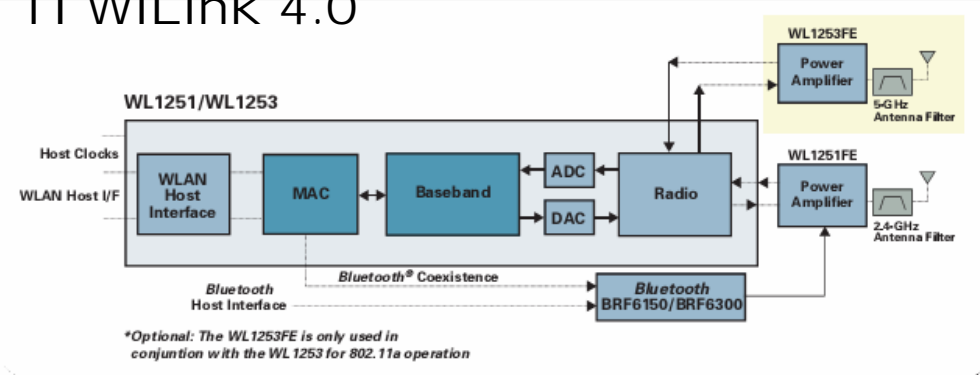 TI WiLink 4.0
WL1253FE
Power
Amplifier
5-GHz
Antenna Filter
WL1251/WL1253
Host Clocks
WLAN Host I/F
WLAN
Host
Interface
MAC
Baseband
ADC
DAC
Radio
WL1251FE
Power
Amplifier
2.4-GHz
Antenna Filter
Bluetooth® Coexistence
Bluetooth
Host Interface
Bluetooth
BRF6150/BRF6300
*Optional: The WL1253FE is only used in
conjuntion with the WL1253 for 802.11a operation